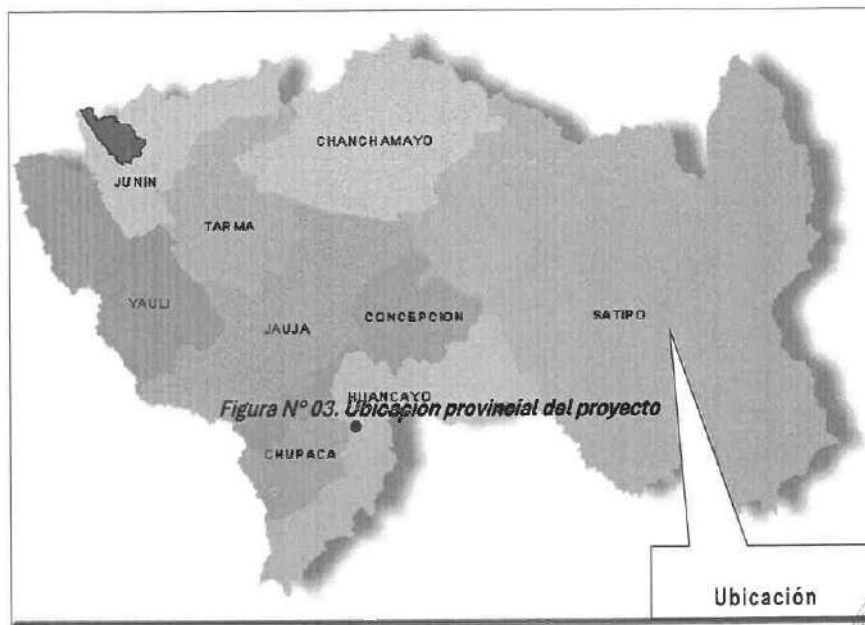 CHANCHAMAYO
JUNIN
TARMA
YAULI
JAUJA
CONCEPCION
SATIPO
HUANCAYO
Figura N° 03. Ubicación provincial del proyecto
CHUPACA
Ubicación